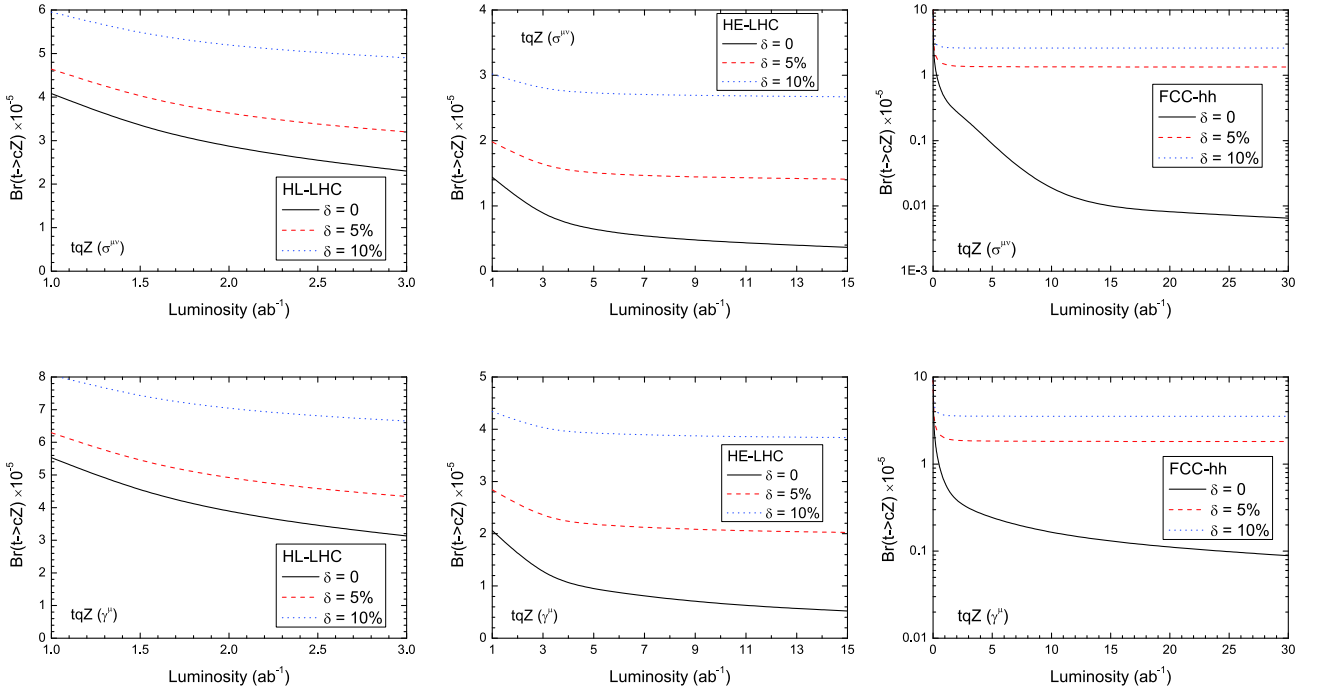 6
5
4
3
2
1
0
1.0 1.5 2.0 2.5 3.0
Br(t->cZ) ×10⁻⁵
Luminosity (ab⁻¹)
HL-LHC
δ = 0
δ = 5%
δ = 10%
tqZ (σ^μν)
4
3
2
1
0
1 3 5 7 9 11 13 15
Br(t->cZ) ×10⁻⁵
Luminosity (ab⁻¹)
tqZ (σ^μν)
HE-LHC
δ = 0
δ = 5%
δ = 10%
10
1
0.1
0.01
1E-3
0 5 10 15 20 25 30
Br(t->cZ) ×10⁻⁵
Luminosity (ab⁻¹)
FCC-hh
δ = 0
δ = 5%
δ = 10%
tqZ (σ^μν)
8
7
6
5
4
3
2
1
0
1.0 1.5 2.0 2.5 3.0
Br(t->cZ) ×10⁻⁵
Luminosity (ab⁻¹)
HL-LHC
δ = 0
δ = 5%
δ = 10%
tqZ (γ^μ)
5
4
3
2
1
0
1 3 5 7 9 11 13 15
Br(t->cZ) ×10⁻⁵
Luminosity (ab⁻¹)
HE-LHC
δ = 0
δ = 5%
δ = 10%
tqZ (γ^μ)
10
1
0.1
0.01
0 5 10 15 20 25 30
Br(t->cZ) ×10⁻⁵
Luminosity (ab⁻¹)
FCC-hh
δ = 0
δ = 5%
δ = 10%
tqZ (γ^μ)